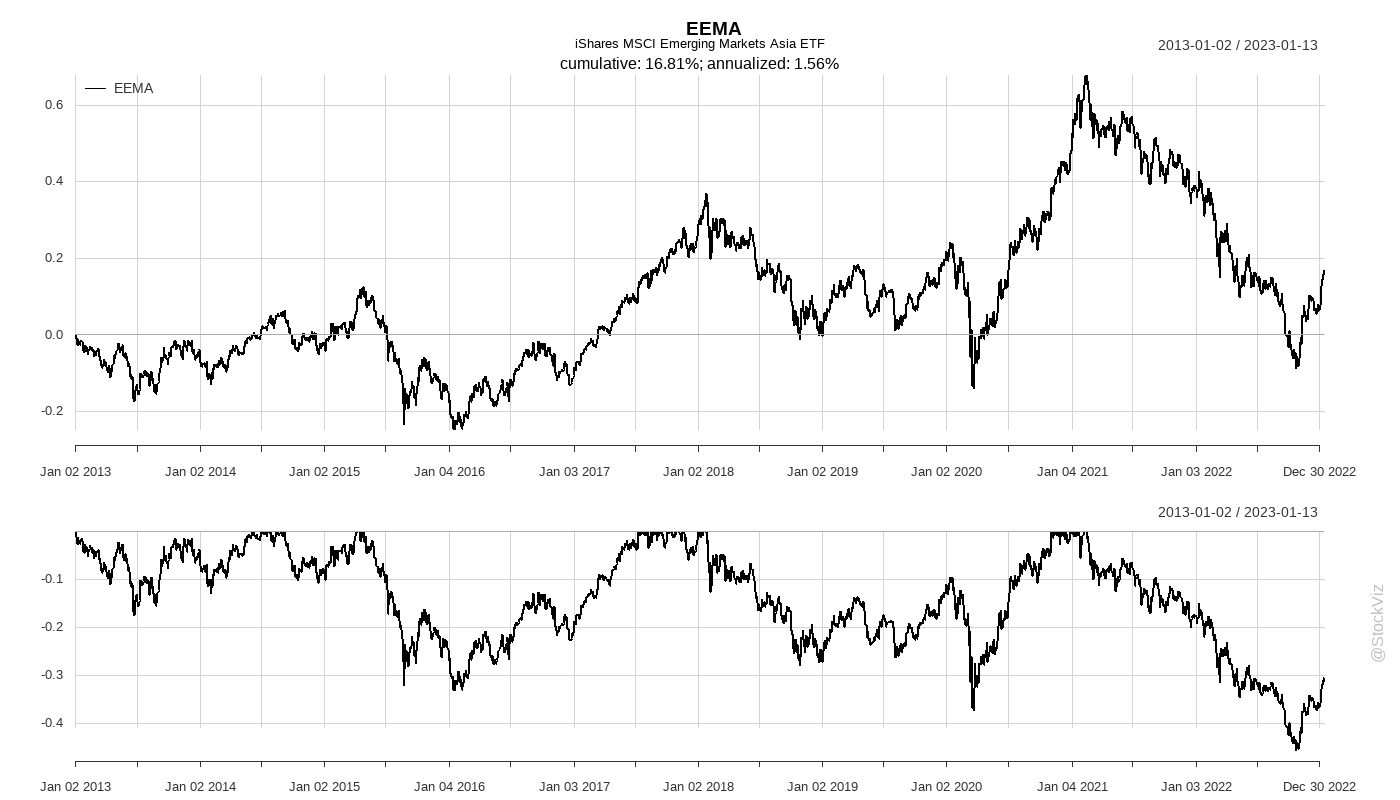 EEMA
iShares MSCI Emerging Markets Asia ETF
cumulative: 16.81%; annualized: 1.56%
2013-01-02 / 2023-01-13
EEMA
0.6
0.4
0.2
0.0
-0.2
Jan 02 2013 Jan 02 2014 Jan 02 2015 Jan 04 2016 Jan 03 2017 Jan 02 2018 Jan 02 2019 Jan 02 2020 Jan 04 2021 Jan 03 2022 Dec 30 2022
2013-01-02 / 2023-01-13
-0.1
-0.2
-0.3
-0.4
Jan 02 2013 Jan 02 2014 Jan 02 2015 Jan 04 2016 Jan 03 2017 Jan 02 2018 Jan 02 2019 Jan 02 2020 Jan 04 2021 Jan 03 2022 Dec 30 2022
@StockViz